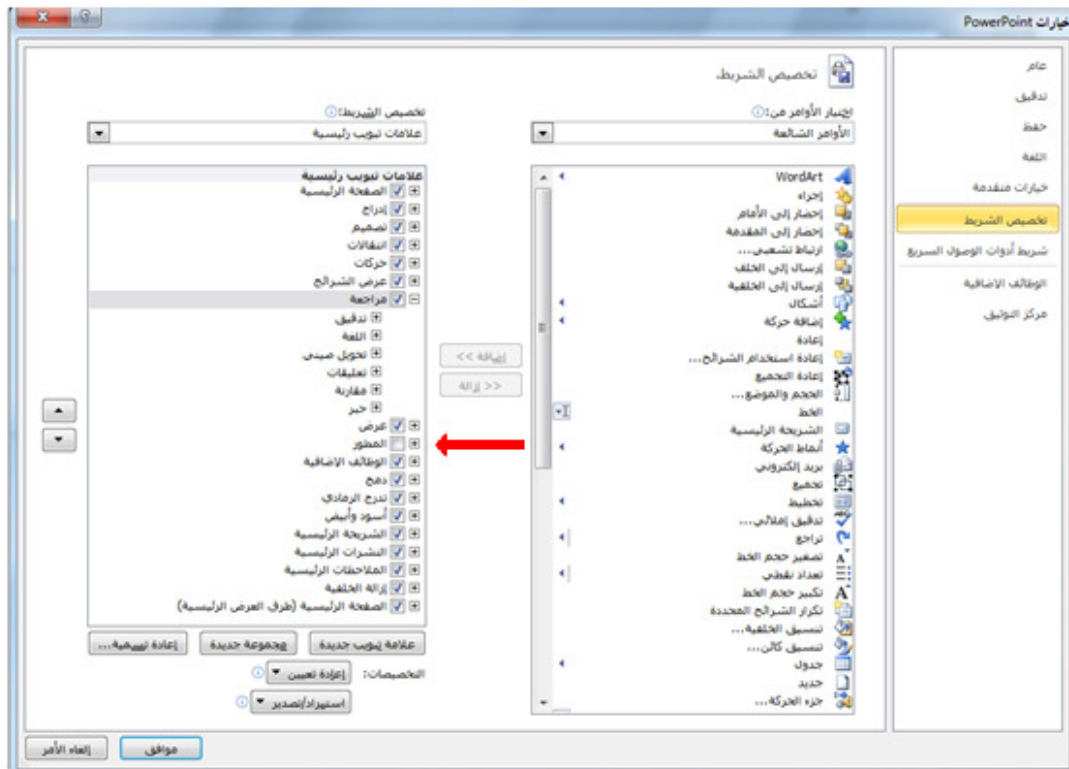 خيارات PowerPoint
عام
تدقيق
حفظ
اللغة
خيارات متقدمة
تخصيص الشريط
شريط أدوات الوصول السريع
الوظائف الإضافية
مركز التوثيق
تخصيص الشريط.
اختيار الأوامر من:
الأوامر الشائعة
WordArt
إجراء
إحضار إلى الأمام
إحضار إلى المقدمة
ارتباط تشعبي...
إرسال إلى الخلف
إرسال إلى الخلفية
أشكال
إضافة حركة
إعادة
إعادة استخدام الشرائح...
إعادة التجميع
الحجم والموضع...
الخط
الشريحة الرئيسية
أنماط الحركة
بريد إلكتروني
تجميع
تخطيط
تدقيق إملائي...
تراجع
تصغير حجم الخط
تعداد نقطي
تكبير حجم الخط
تكرار الشرائح المحددة
تنسيق الخلفية...
تنسيق كائن...
جدول
جديد
جزء الحركة...
إضافة >>
<< إزالة
تخصيص الشريط:
علامات تبويب رئيسية
علامات تبويب رئيسية
الصفحة الرئيسية
إدراج
تصميم
انتقالات
حركات
عرض الشرائح
مراجعة
تدقيق
اللغة
تحويل صيني
تعليقات
مقارنة
حبر
عرض
المطور
الوظائف الإضافية
دمج
تدرج الرمادي
أسود وأبيض
الشريحة الرئيسية
النشرات الرئيسية
الملاحظات الرئيسية
إزالة الخلفية
الصفحة الرئيسية (طرق العرض الرئيسية)
علامة تبويب جديدة
مجموعة جديدة
إعادة تسمية...
التخصيصات:
إعادة تعيين
استيراد/تصدير
موافق
إلغاء الأمر